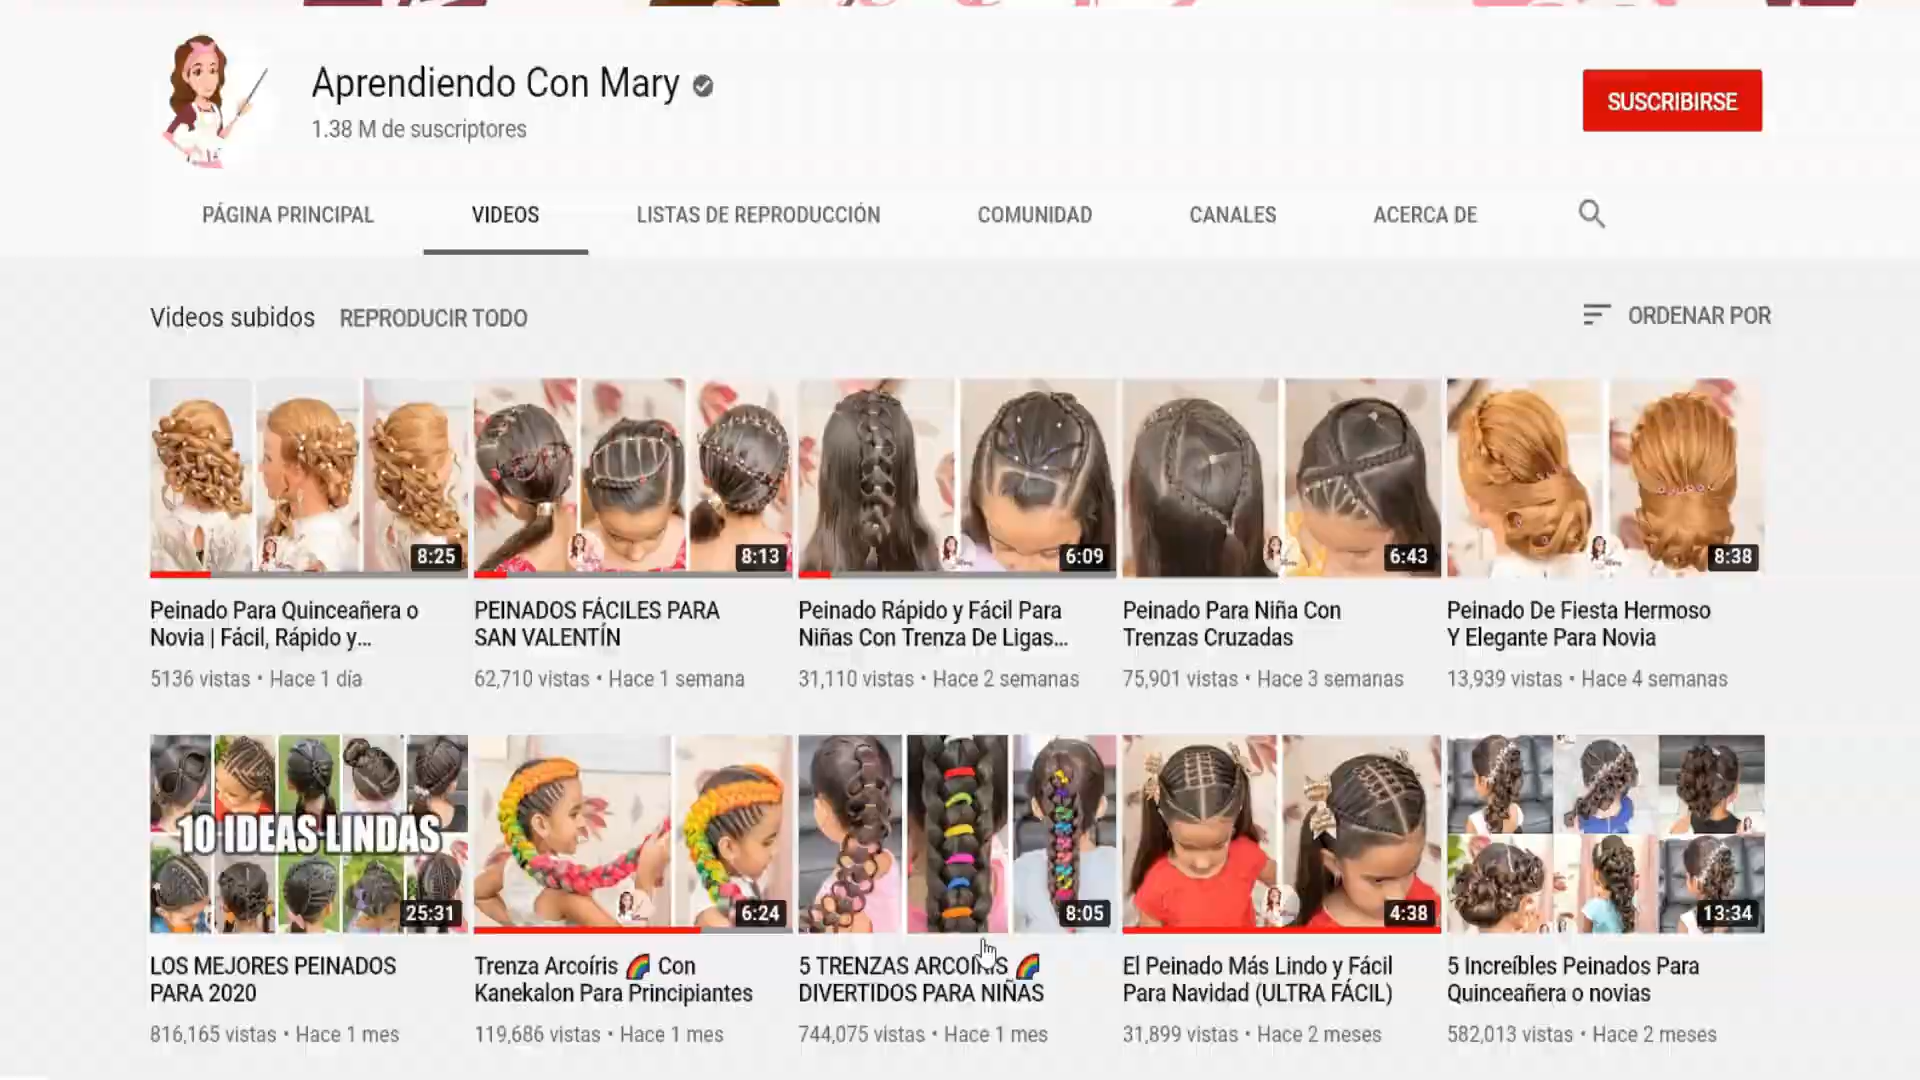 Aprendiendo Con Mary
1.38 M de suscriptores
SUSCRIBIRSE
PÁGINA PRINCIPAL
VIDEOS
LISTAS DE REPRODUCCIÓN
COMUNIDAD
CANALES
ACERCA DE
Videos subidos
REPRODUCIR TODO
ORDENAR POR
8:25
8:13
6:09
6:43
8:38
Peinado Para Quinceañera o
Novia | Fácil, Rápido y...
5136 vistas • Hace 1 día
PEINADOS FÁCILES PARA
SAN VALENTÍN
62,710 vistas • Hace 1 semana
Peinado Rápido y Fácil Para
Niñas Con Trenza De Ligas...
31,110 vistas • Hace 2 semanas
Peinado Para Niña Con
Trenzas Cruzadas
75,901 vistas • Hace 3 semanas
Peinado De Fiesta Hermoso
Y Elegante Para Novia
13,939 vistas • Hace 4 semanas
10 IDEAS LINDAS
25:31
6:24
8:05
4:38
13:34
LOS MEJORES PEINADOS
PARA 2020
816,165 vistas • Hace 1 mes
Trenza Arcoíris 🌈 Con
Kanekalon Para Principiantes
119,686 vistas • Hace 1 mes
5 TRENZAS ARCOÍRIS 🌈
DIVERTIDOS PARA NIÑAS
744,075 vistas • Hace 1 mes
El Peinado Más Lindo y Fácil
Para Navidad (ULTRA FÁCIL)
31,899 vistas • Hace 2 meses
5 Increíbles Peinados Para
Quinceañera o novias
582,013 vistas • Hace 2 meses